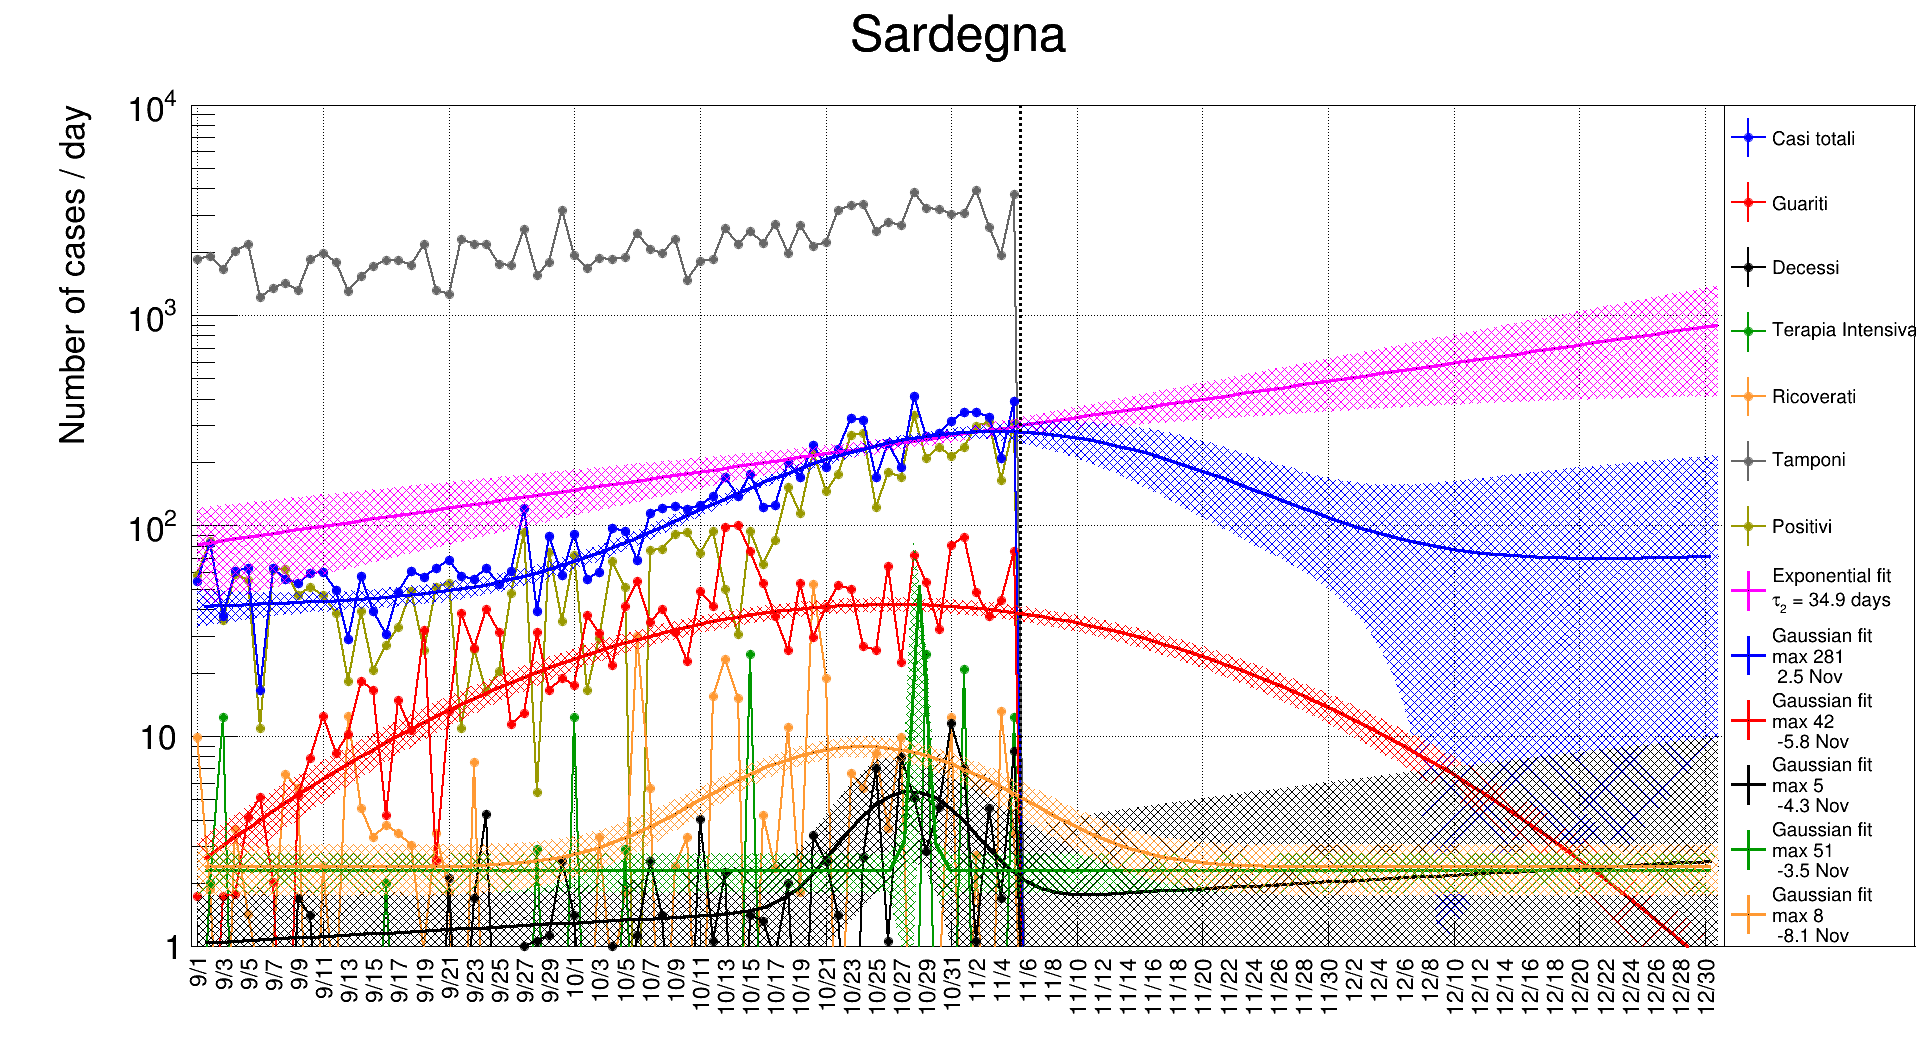 Sardegna
Number of cases / day
10⁴
10³
10²
10
1
9/1 9/3 9/5 9/7 9/9 9/11 9/13 9/15 9/17 9/19 9/21 9/23 9/25 9/27 9/29 10/1 10/3 10/5 10/7 10/9 10/11 10/13 10/15 10/17 10/19 10/21 10/23 10/25 10/27 10/29 10/31 11/2 11/4 11/6 11/8 11/10 11/12 11/14 11/16 11/18 11/20 11/22 11/24 11/26 11/28 11/30 12/2 12/4 12/6 12/8 12/10 12/12 12/14 12/16 12/18 12/20 12/22 12/24 12/26 12/28 12/30
Casi totali
Guariti
Decessi
Terapia Intensiva
Ricoverati
Tamponi
Positivi
Exponential fit
τ₂ = 34.9 days
Gaussian fit
max 281
2.5 Nov
Gaussian fit
max 42
-5.8 Nov
Gaussian fit
max 5
-4.3 Nov
Gaussian fit
max 51
-3.5 Nov
Gaussian fit
max 8
-8.1 Nov